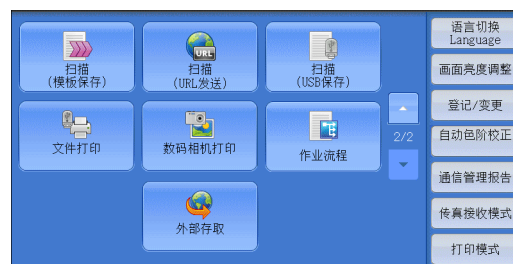 扫描
(模板保存)
扫描
(URL发送)
扫描
(USB保存)
文件打印
数码相机打印
作业流程
外部存取
2/2
语言切换
Language
画面亮度调整
登记/变更
自动色阶校正
通信管理报告
传真接收模式
打印模式
URL